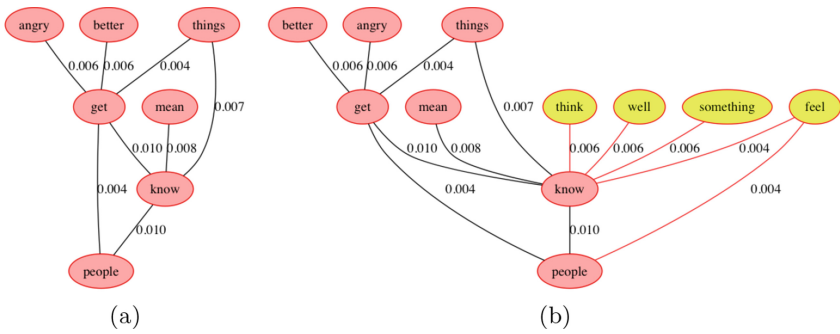 angry better things better angry things
0.006 0.006 0.004 0.006 0.006 0.004
get mean 0.007 get mean 0.007 think well something feel
0.010 0.008 0.010 0.008 0.006 0.006 0.006 0.004
0.004 know 0.004 know 0.004
0.010 0.010
people people
(a) (b)